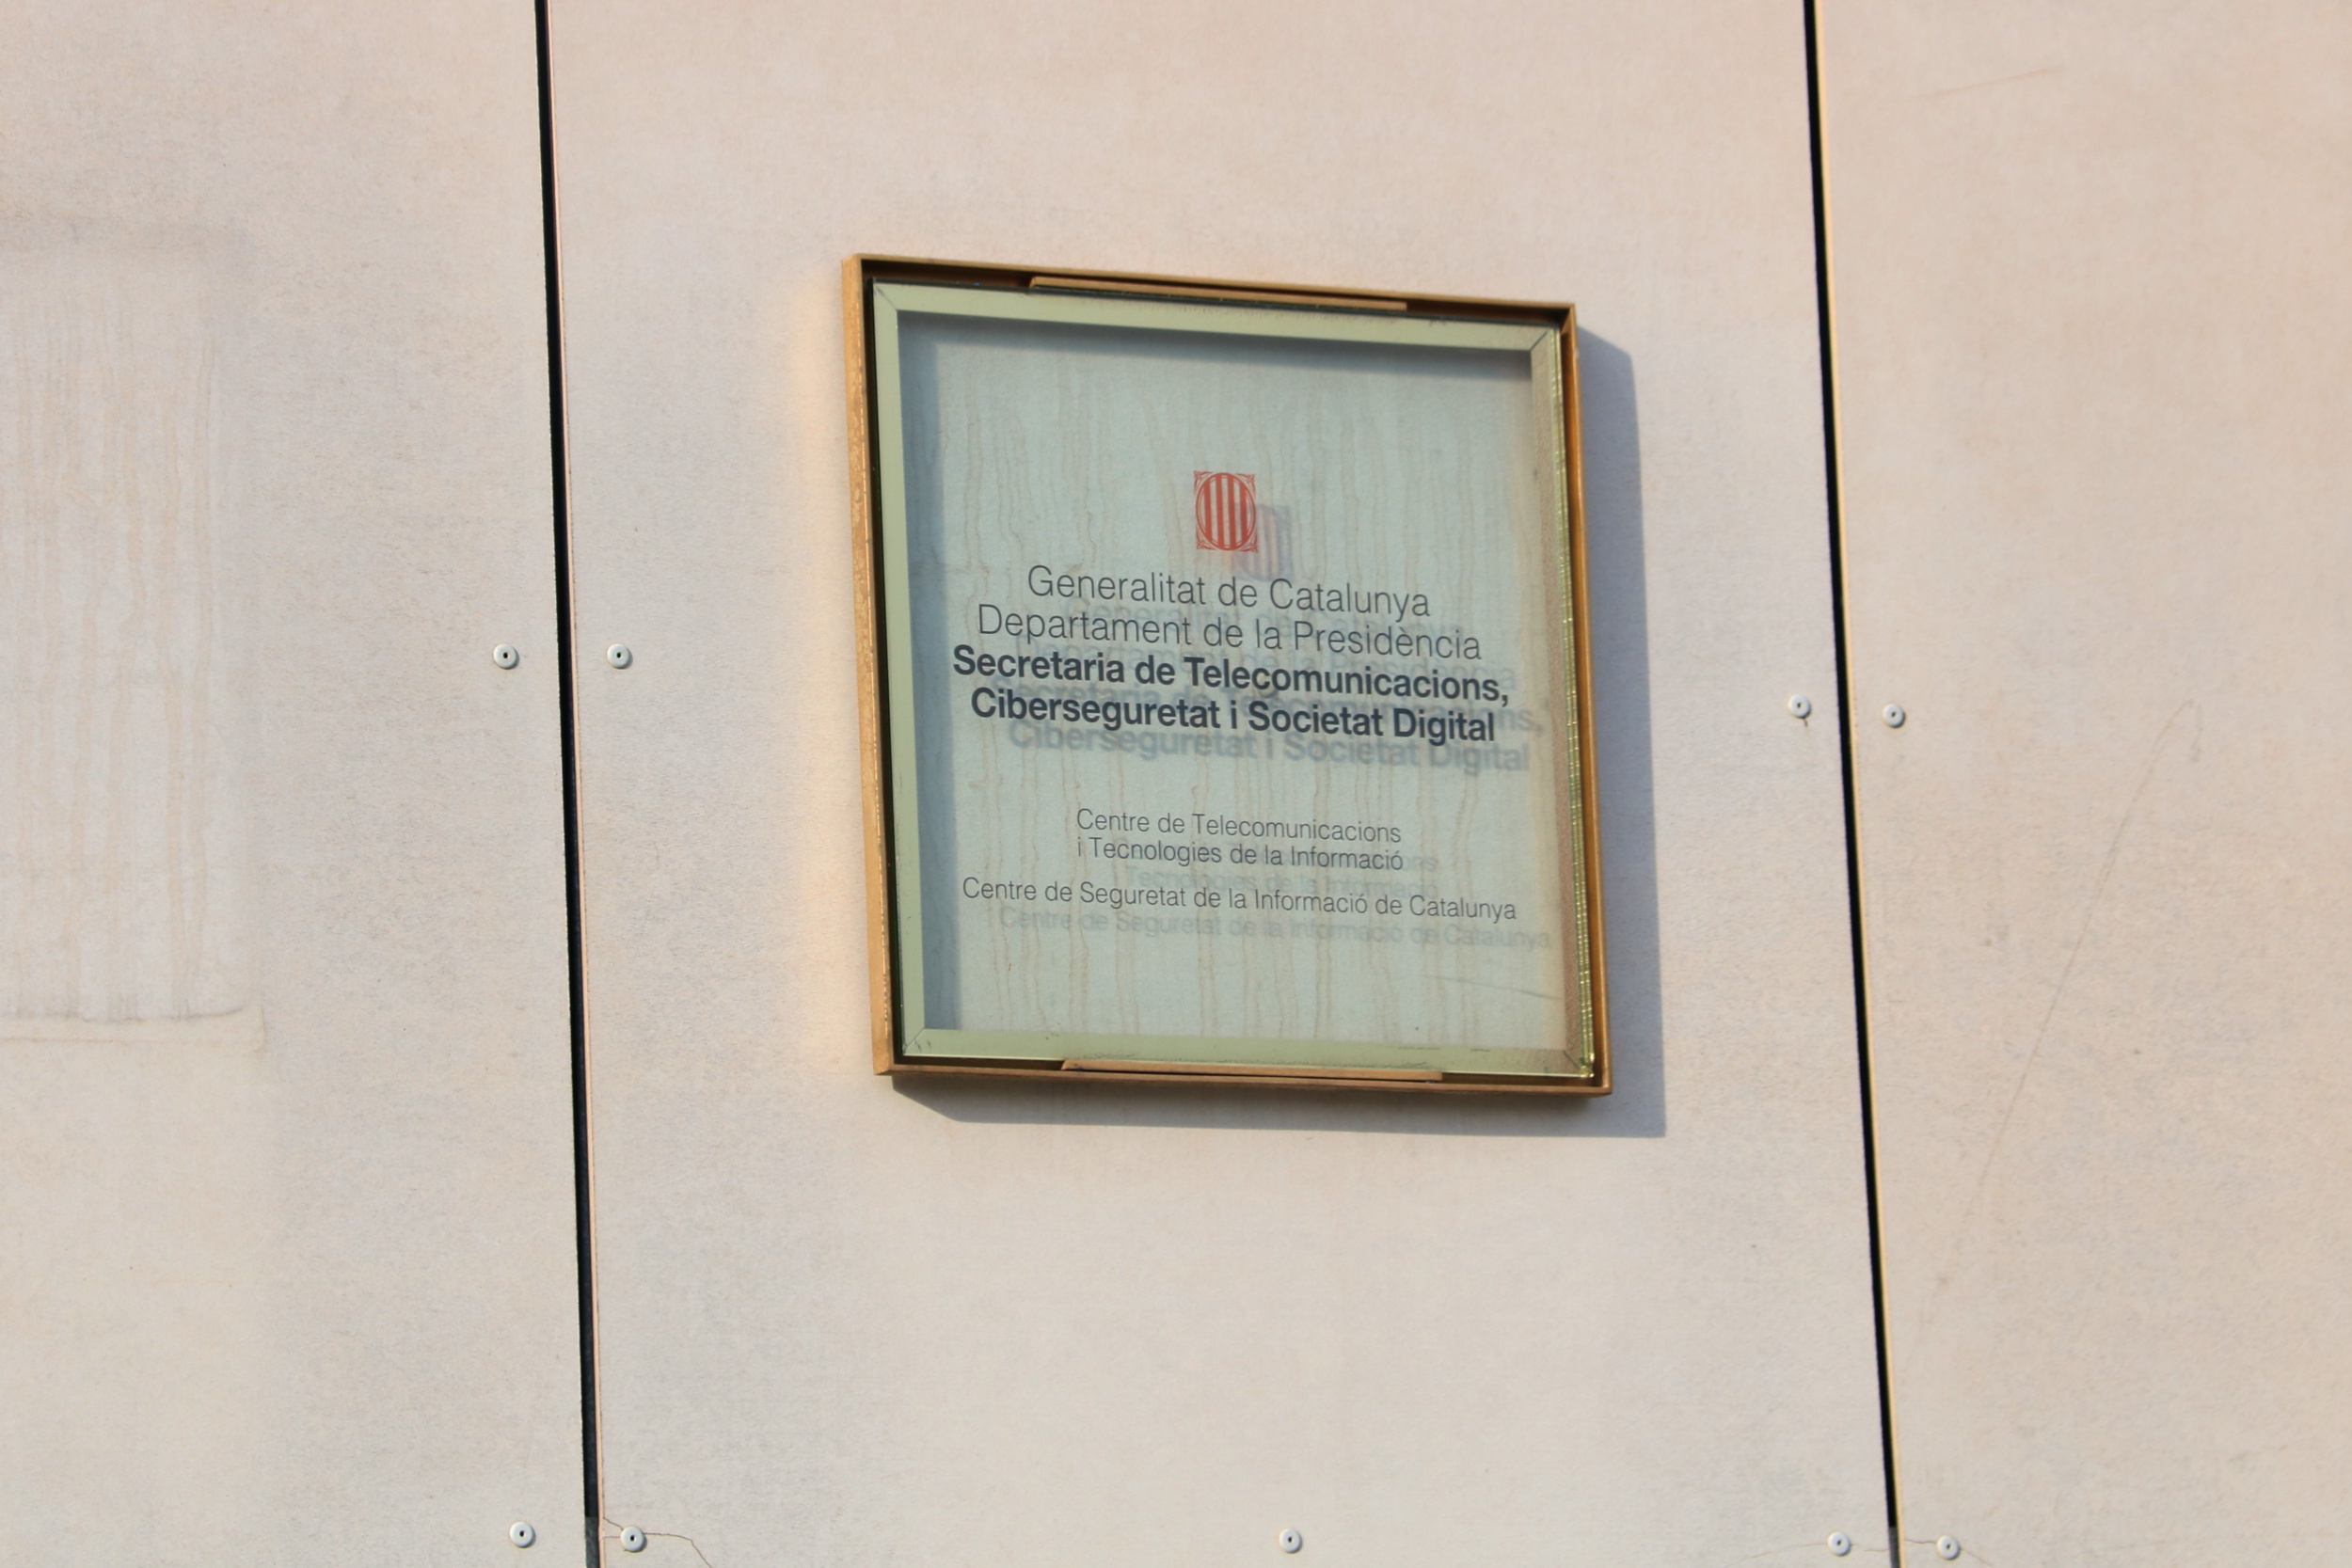 Generalitat de Catalunya
Departament de la Presidència
Secretaria de Telecomunicacions,
Ciberseguretat i Societat Digital
Centre de Telecomunicacions
i Tecnologies de la Informació
Centre de Seguretat de la Informació de Catalunya